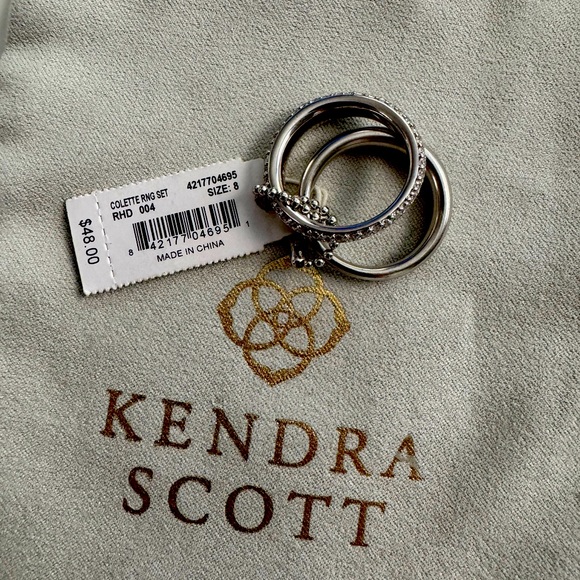 COLETTE RNG SET 4217704695
RHD 004 SIZE: 8
8 42177 04695 1
MADE IN CHINA
$48.00
KENDRA
SCOTT